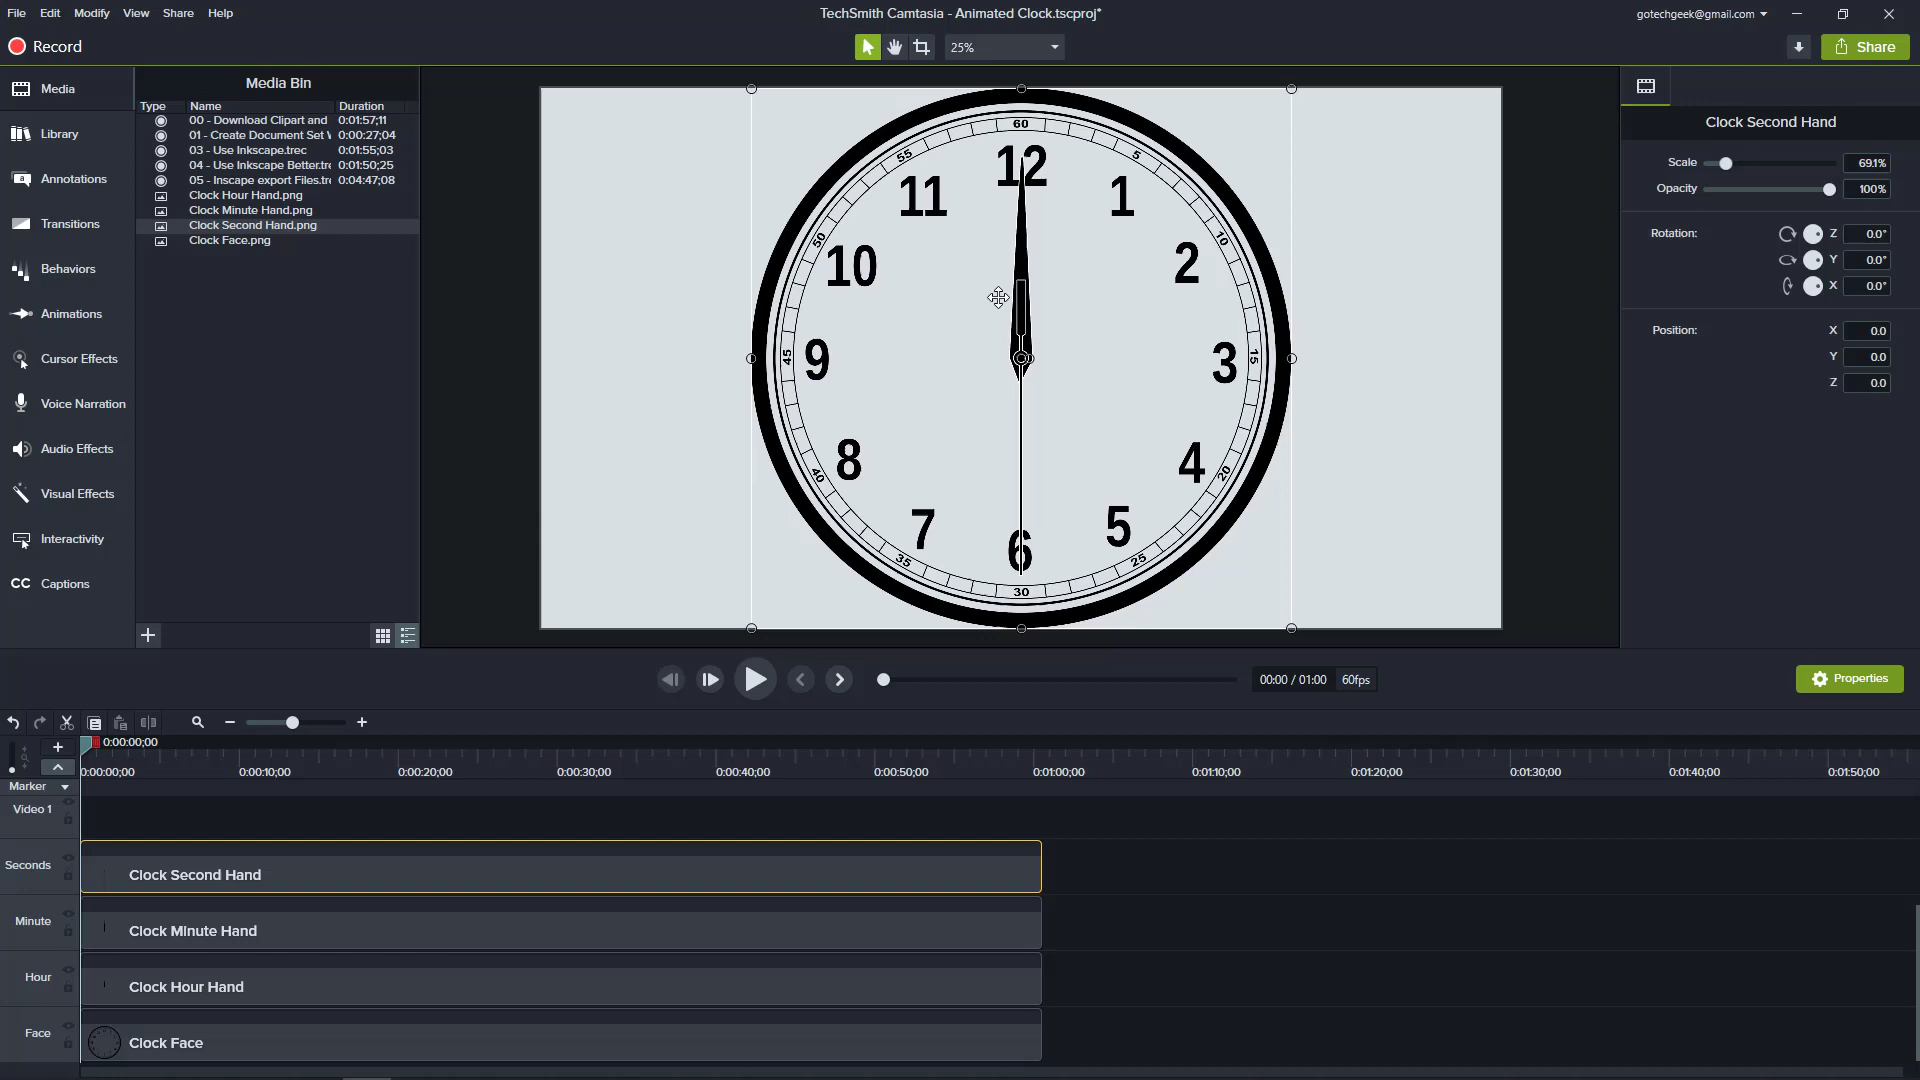 File Edit Modify View Share Help
TechSmith Camtasia - Animated Clock.tscproj*
gotechgeek@gmail.com
Record
25%
Share
Media
Library
Annotations
Transitions
Behaviors
Animations
Cursor Effects
Voice Narration
Audio Effects
Visual Effects
Interactivity
CC Captions
Media Bin
Type Name Duration
00 - Download Clipart and 0:01:57;11
01 - Create Document Set 0:00:27;04
03 - Use Inkscape.trec 0:01:55;03
04 - Use Inkscape Better.tre 0:01:50;25
05 - Inscape export Files.tre 0:04:47;08
Clock Hour Hand.png
Clock Minute Hand.png
Clock Second Hand.png
Clock Face.png
60
5
10
15
20
25
30
35
40
45
50
55
12
1
2
3
4
5
6
7
8
9
10
11
Clock Second Hand
Scale 69.1%
Opacity 100%
Rotation: Z 0.0°
Y 0.0°
X 0.0°
Position: X 0.0
Y 0.0
Z 0.0
00:00 / 01:00 60fps
Properties
0:00:00;00
0:00:00;00 0:00:10;00 0:00:20;00 0:00:30;00 0:00:40;00 0:00:50;00 0:01:00;00 0:01:10;00 0:01:20;00 0:01:30;00 0:01:40;00 0:01:50;00
Marker
Video 1
Seconds Clock Second Hand
Minute Clock Minute Hand
Hour Clock Hour Hand
Face Clock Face